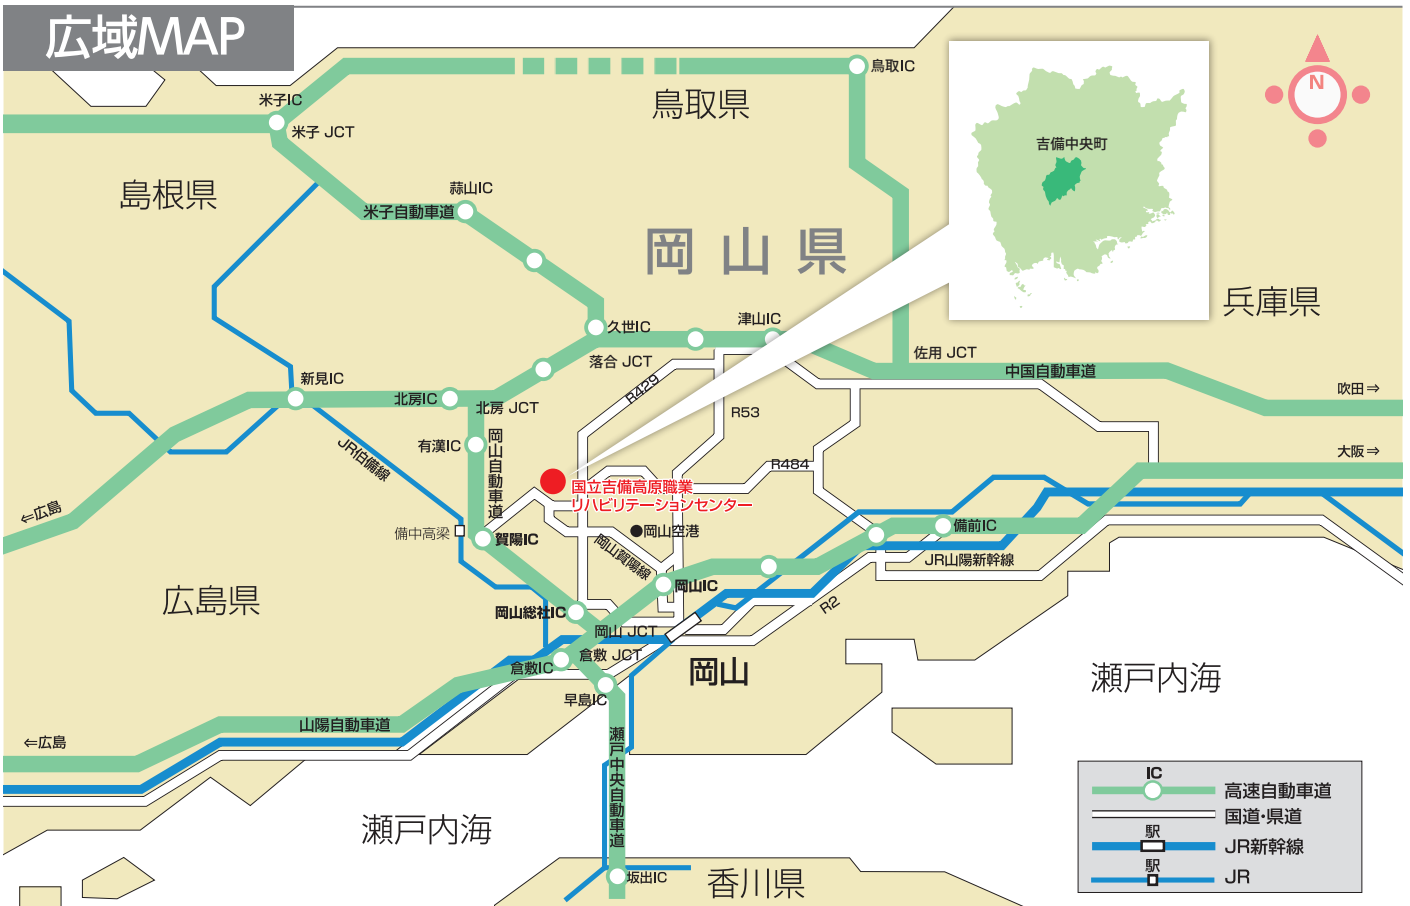 広域MAP
米子IC
米子 JCT
鳥取IC
鳥取県
N
吉備中央町
島根県
蒜山IC
米子自動車道
岡山県
兵庫県
久世IC
津山IC
落合 JCT
佐用 JCT
中国自動車道
吹田⇒
新見IC
北房IC
北房 JCT
R429
R53
有漢IC
岡山自動車道
JR伯備線
R484
大阪⇒
国立吉備高原職業
リハビリテーションセンター
⇐広島
備中高梁
賀陽IC
岡山空港
備前IC
岡山賀陽線
JR山陽新幹線
岡山IC
広島県
岡山総社IC
R2
岡山 JCT
倉敷 JCT
倉敷IC
岡山
瀬戸内海
早島IC
山陽自動車道
⇐広島
瀬戸中央自動車道
瀬戸内海
坂出IC
香川県
IC
高速自動車道
国道・県道
駅
JR新幹線
駅
JR